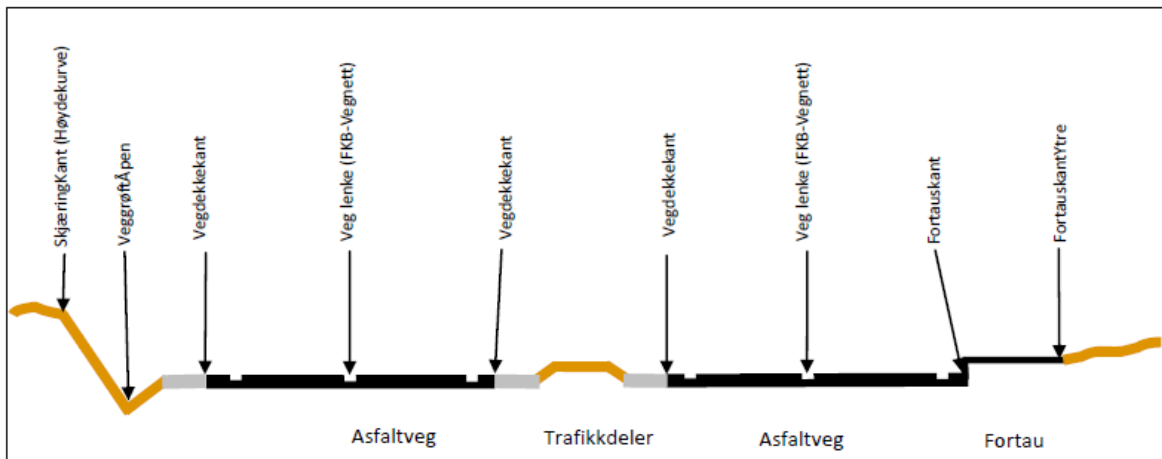 SkjæringKant (Høydekurve)
VeggrøftÅpen
Vegdekkekant
Veg lenke (FKB-Vegnett)
Vegdekkekant
Vegdekkekant
Veg lenke (FKB-Vegnett)
Fortauskant
FortauskantYtre
Asfaltveg
Trafikkdeler
Asfaltveg
Fortau